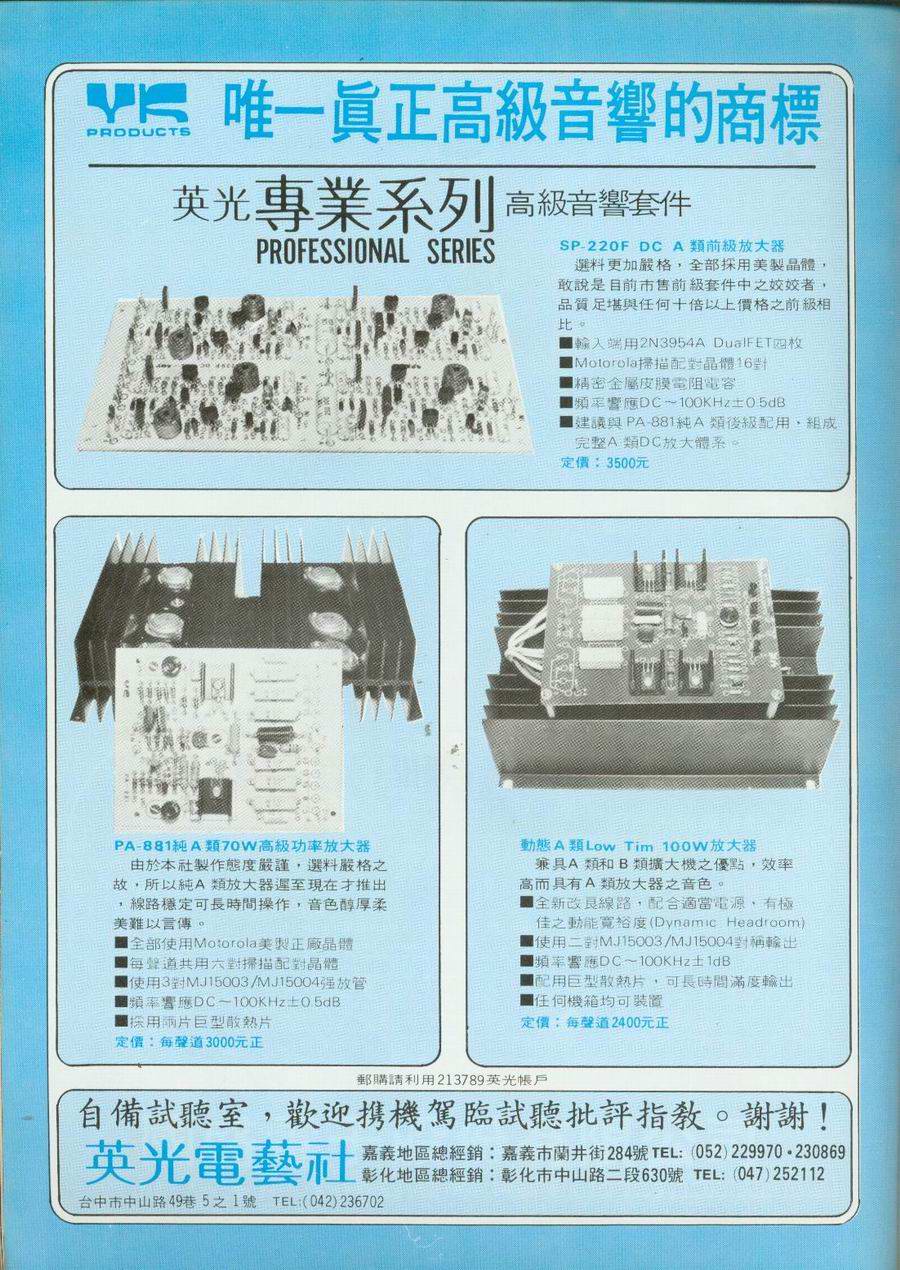 YK
PRODUCTS
唯一眞正高級音響的商標
英光專業系列高級音響套件
PROFESSIONAL SERIES
SP-220F DC A 類前級放大器
選料更加嚴格，全部採用美製晶體，
敢說是目前市售前級套件中之姣姣者，
品質足堪與任何十倍以上價格之前級相
比。
■輸入端用2N3954A DualFET四枚
■Motorola掃描配對晶體16對
■精密金屬皮膜電阻電容
■頻率響應DC～100KHz±0.5dB
■建議與PA-881純A類後級配用，組成
完整A類DC放大體系。
定價：3500元
PA-881純A類70W高級功率放大器
由於本社製作態度嚴謹，選料嚴格之
故，所以純A類放大器遲至現在才推出
，線路穩定可長時間操作，音色醇厚柔
美難以言傳。
■全部使用Motorola美製正廠晶體
■每聲道共用六對掃描配對晶體
■使用3對MJ15003/MJ15004强放管
■頻率響應DC～100KHz±0.5dB
■採用兩片巨型散熱片
定價：每聲道3000元正
動態A類Low Tim 100W放大器
兼具A類和B類擴大機之優點，效率
高而具有A類放大器之音色。
■全新改良線路，配合適當電源，有極
佳之動能寬裕度(Dynamic Headroom)
■使用二對MJ15003/MJ15004對稱輸出
■頻率響應DC～100KHz±1dB
■配用巨型散熱片，可長時間滿度輸出
■任何機箱均可裝置
定價：每聲道2400元正
郵購請利用213789英光帳戶
自備試聽室，歡迎携機駕臨試聽批評指敎。謝謝！
英光電藝社
嘉義地區總經銷：嘉義市蘭井街284號TEL:(052)229970・230869
彰化地區總經銷：彰化市中山路二段630號 TEL:(047)252112
台中市中山路49巷5之1號 TEL:(042)236702